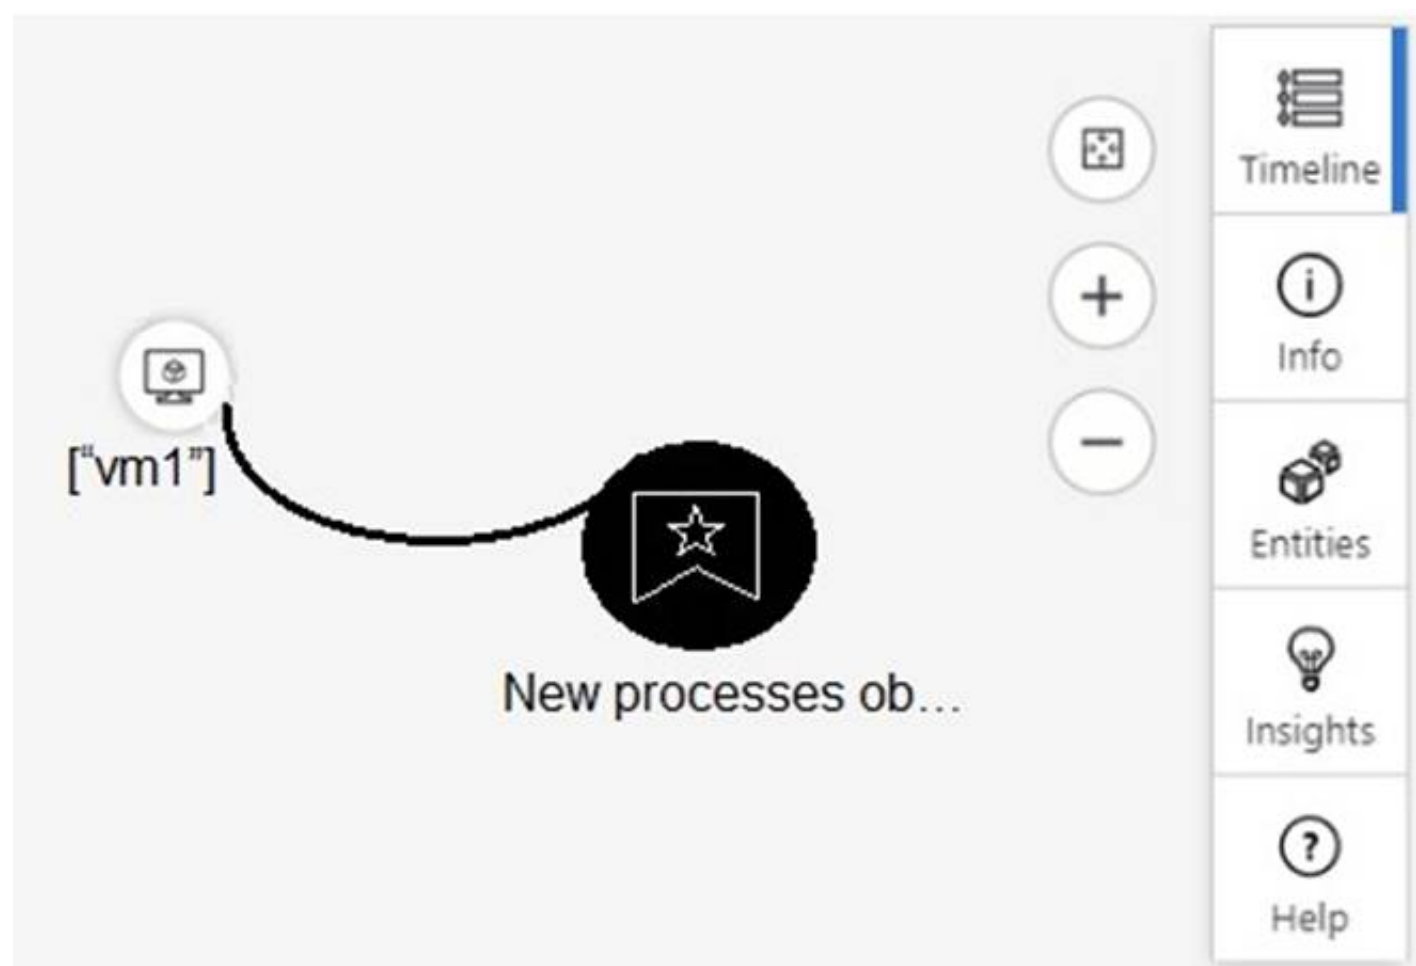 Timeline
Info
["vm1"]
Entities
New processes ob...
Insights
Help